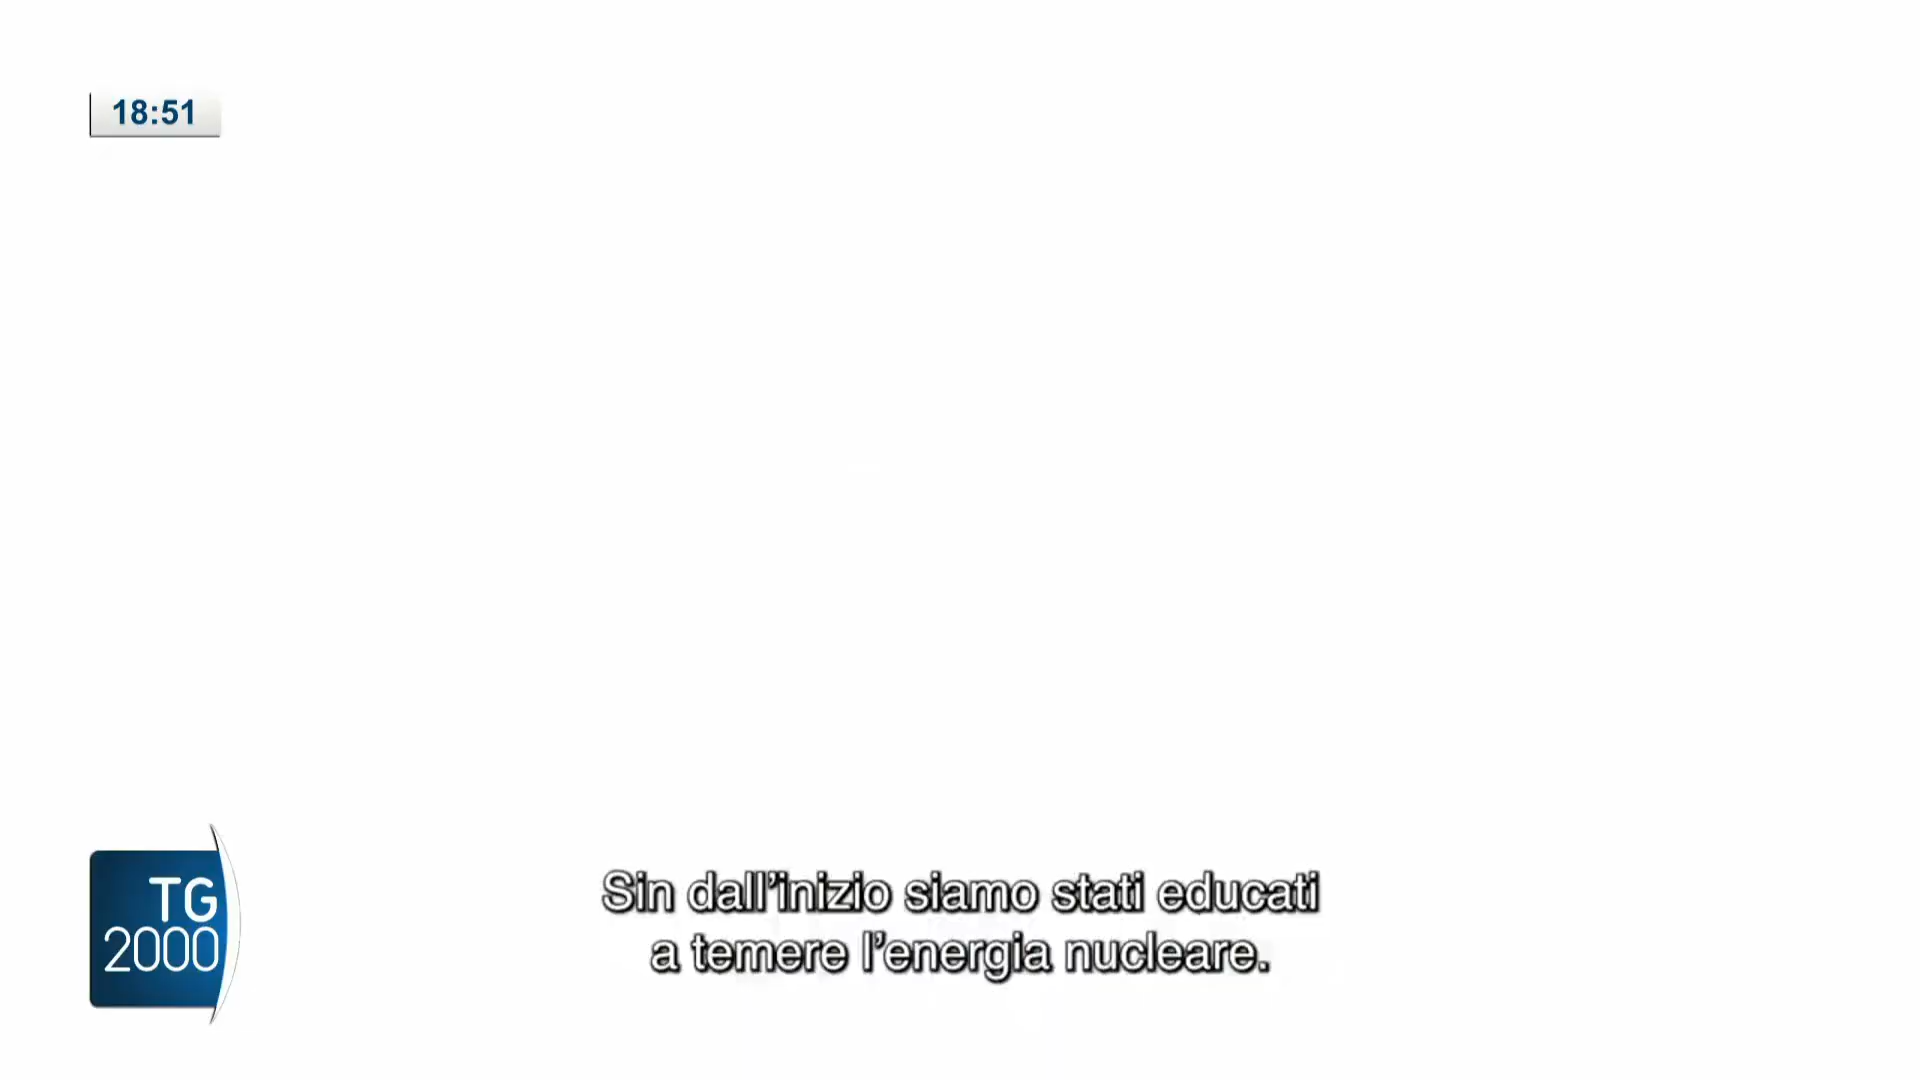 18:51
TG
2000
Sin dall'inizio siamo stati educati
a temere l'energia nucleare.